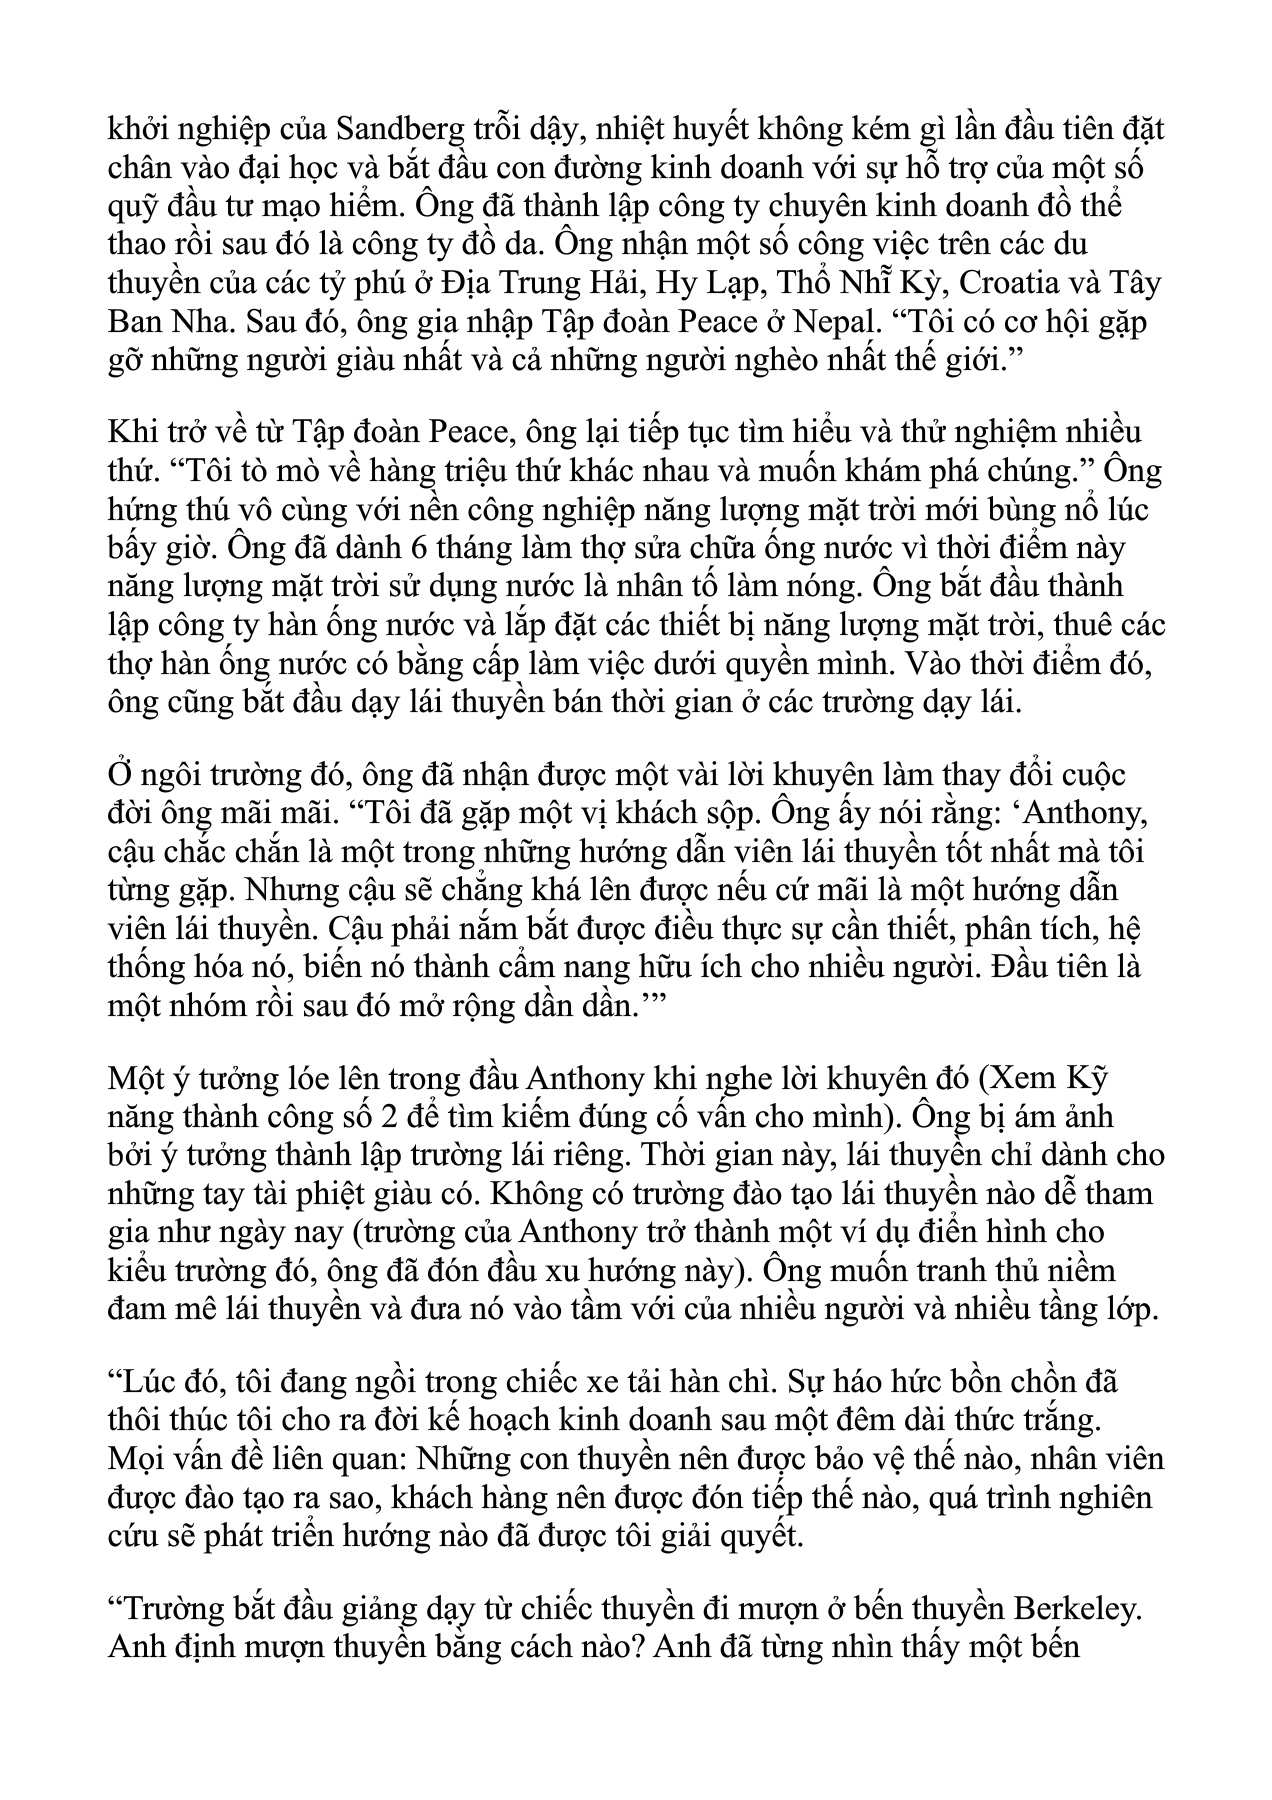 khởi nghiệp của Sandberg trỗi dậy, nhiệt huyết không kém gì lần đầu tiên đặt
chân vào đại học và bắt đầu con đường kinh doanh với sự hỗ trợ của một số
quỹ đầu tư mạo hiểm. Ông đã thành lập công ty chuyên kinh doanh đồ thể
thao rồi sau đó là công ty đồ da. Ông nhận một số công việc trên các du
thuyền của các tỷ phú ở Địa Trung Hải, Hy Lạp, Thổ Nhĩ Kỳ, Croatia và Tây
Ban Nha. Sau đó, ông gia nhập Tập đoàn Peace ở Nepal. “Tôi có cơ hội gặp
gỡ những người giàu nhất và cả những người nghèo nhất thế giới.”
Khi trở về từ Tập đoàn Peace, ông lại tiếp tục tìm hiểu và thử nghiệm nhiều
thứ. “Tôi tò mò về hàng triệu thứ khác nhau và muốn khám phá chúng.” Ông
hứng thú vô cùng với nền công nghiệp năng lượng mặt trời mới bùng nổ lúc
bấy giờ. Ông đã dành 6 tháng làm thợ sửa chữa ống nước vì thời điểm này
năng lượng mặt trời sử dụng nước là nhân tố làm nóng. Ông bắt đầu thành
lập công ty hàn ống nước và lắp đặt các thiết bị năng lượng mặt trời, thuê các
thợ hàn ống nước có bằng cấp làm việc dưới quyền mình. Vào thời điểm đó,
ông cũng bắt đầu dạy lái thuyền bán thời gian ở các trường dạy lái.
Ở ngôi trường đó, ông đã nhận được một vài lời khuyên làm thay đổi cuộc
đời ông mãi mãi. “Tôi đã gặp một vị khách sộp. Ông ấy nói rằng: ‘Anthony,
cậu chắc chắn là một trong những hướng dẫn viên lái thuyền tốt nhất mà tôi
từng gặp. Nhưng cậu sẽ chẳng khá lên được nếu cứ mãi là một hướng dẫn
viên lái thuyền. Cậu phải nắm bắt được điều thực sự cần thiết, phân tích, hệ
thống hóa nó, biến nó thành cẩm nang hữu ích cho nhiều người. Đầu tiên là
một nhóm rồi sau đó mở rộng dần dần.’”
Một ý tưởng lóe lên trong đầu Anthony khi nghe lời khuyên đó (Xem Kỹ
năng thành công số 2 để tìm kiếm đúng cố vấn cho mình). Ông bị ám ảnh
bởi ý tưởng thành lập trường lái riêng. Thời gian này, lái thuyền chỉ dành cho
những tay tài phiệt giàu có. Không có trường đào tạo lái thuyền nào dễ tham
gia như ngày nay (trường của Anthony trở thành một ví dụ điển hình cho
kiểu trường đó, ông đã đón đầu xu hướng này). Ông muốn tranh thủ niềm
đam mê lái thuyền và đưa nó vào tầm với của nhiều người và nhiều tầng lớp.
“Lúc đó, tôi đang ngồi trong chiếc xe tải hàn chì. Sự háo hức bồn chồn đã
thôi thúc tôi cho ra đời kế hoạch kinh doanh sau một đêm dài thức trắng.
Mọi vấn đề liên quan: Những con thuyền nên được bảo vệ thế nào, nhân viên
được đào tạo ra sao, khách hàng nên được đón tiếp thế nào, quá trình nghiên
cứu sẽ phát triển hướng nào đã được tôi giải quyết.
“Trường bắt đầu giảng dạy từ chiếc thuyền đi mượn ở bến thuyền Berkeley.
Anh định mượn thuyền bằng cách nào? Anh đã từng nhìn thấy một bến